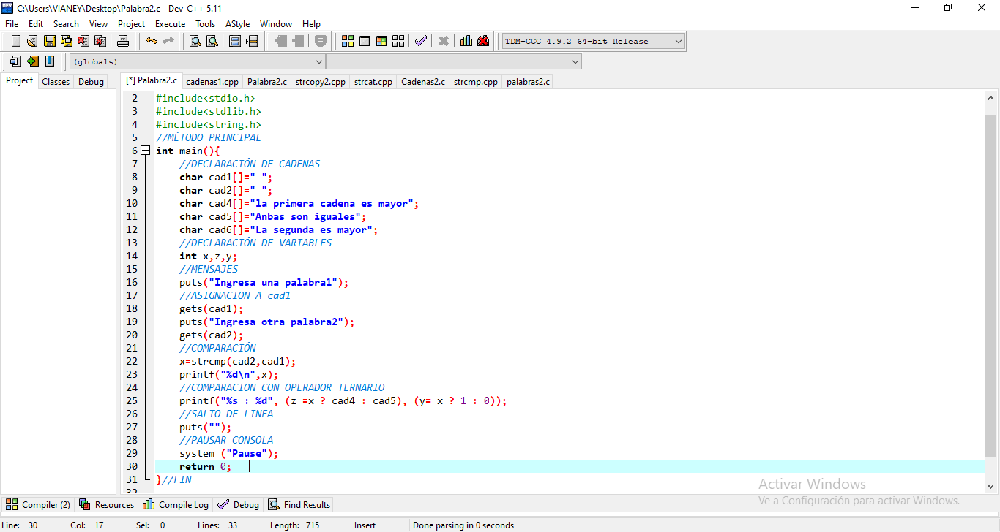 C:\Users\VIANEY\Desktop\Palabra2.c - Dev-C++ 5.11
File Edit Search View Project Execute Tools AStyle Window Help
TDM-GCC 4.9.2 64-bit Release
(globals)
Project Classes Debug
[*] Palabra2.c cadenas1.cpp Palabra2.c strcopy2.cpp strcat.cpp Cadenas2.c strcmp.cpp palabras2.c
2 #include<stdio.h>
3 #include<stdlib.h>
4 #include<string.h>
5 //MÉTODO PRINCIPAL
6 int main(){
7 //DECLARACIÓN DE CADENAS
8 char cad1[]=" ";
9 char cad2[]=" ";
10 char cad4[]="la primera cadena es mayor";
11 char cad5[]="Anbas son iguales";
12 char cad6[]="La segunda es mayor";
13 //DECLARACIÓN DE VARIABLES
14 int x,z,y;
15 //MENSAJES
16 puts("Ingresa una palabra1");
17 //ASIGNACION A cad1
18 gets(cad1);
19 puts("Ingresa otra palabra2");
20 gets(cad2);
21 //COMPARACIÓN
22 x=strcmp(cad2,cad1);
23 printf("%d\n",x);
24 //COMPARACION CON OPERADOR TERNARIO
25 printf("%s : %d", (z =x ? cad4 : cad5), (y= x ? 1 : 0));
26 //SALTO DE LINEA
27 puts("");
28 //PAUSAR CONSOLA
29 system ("Pause");
30 return 0;
31 }//FIN
32
Activar Windows
Ve a Configuración para activar Windows.
Compiler (2) Resources Compile Log Debug Find Results
Line: 30 Col: 17 Sel: 0 Lines: 33 Length: 715 Insert Done parsing in 0 seconds